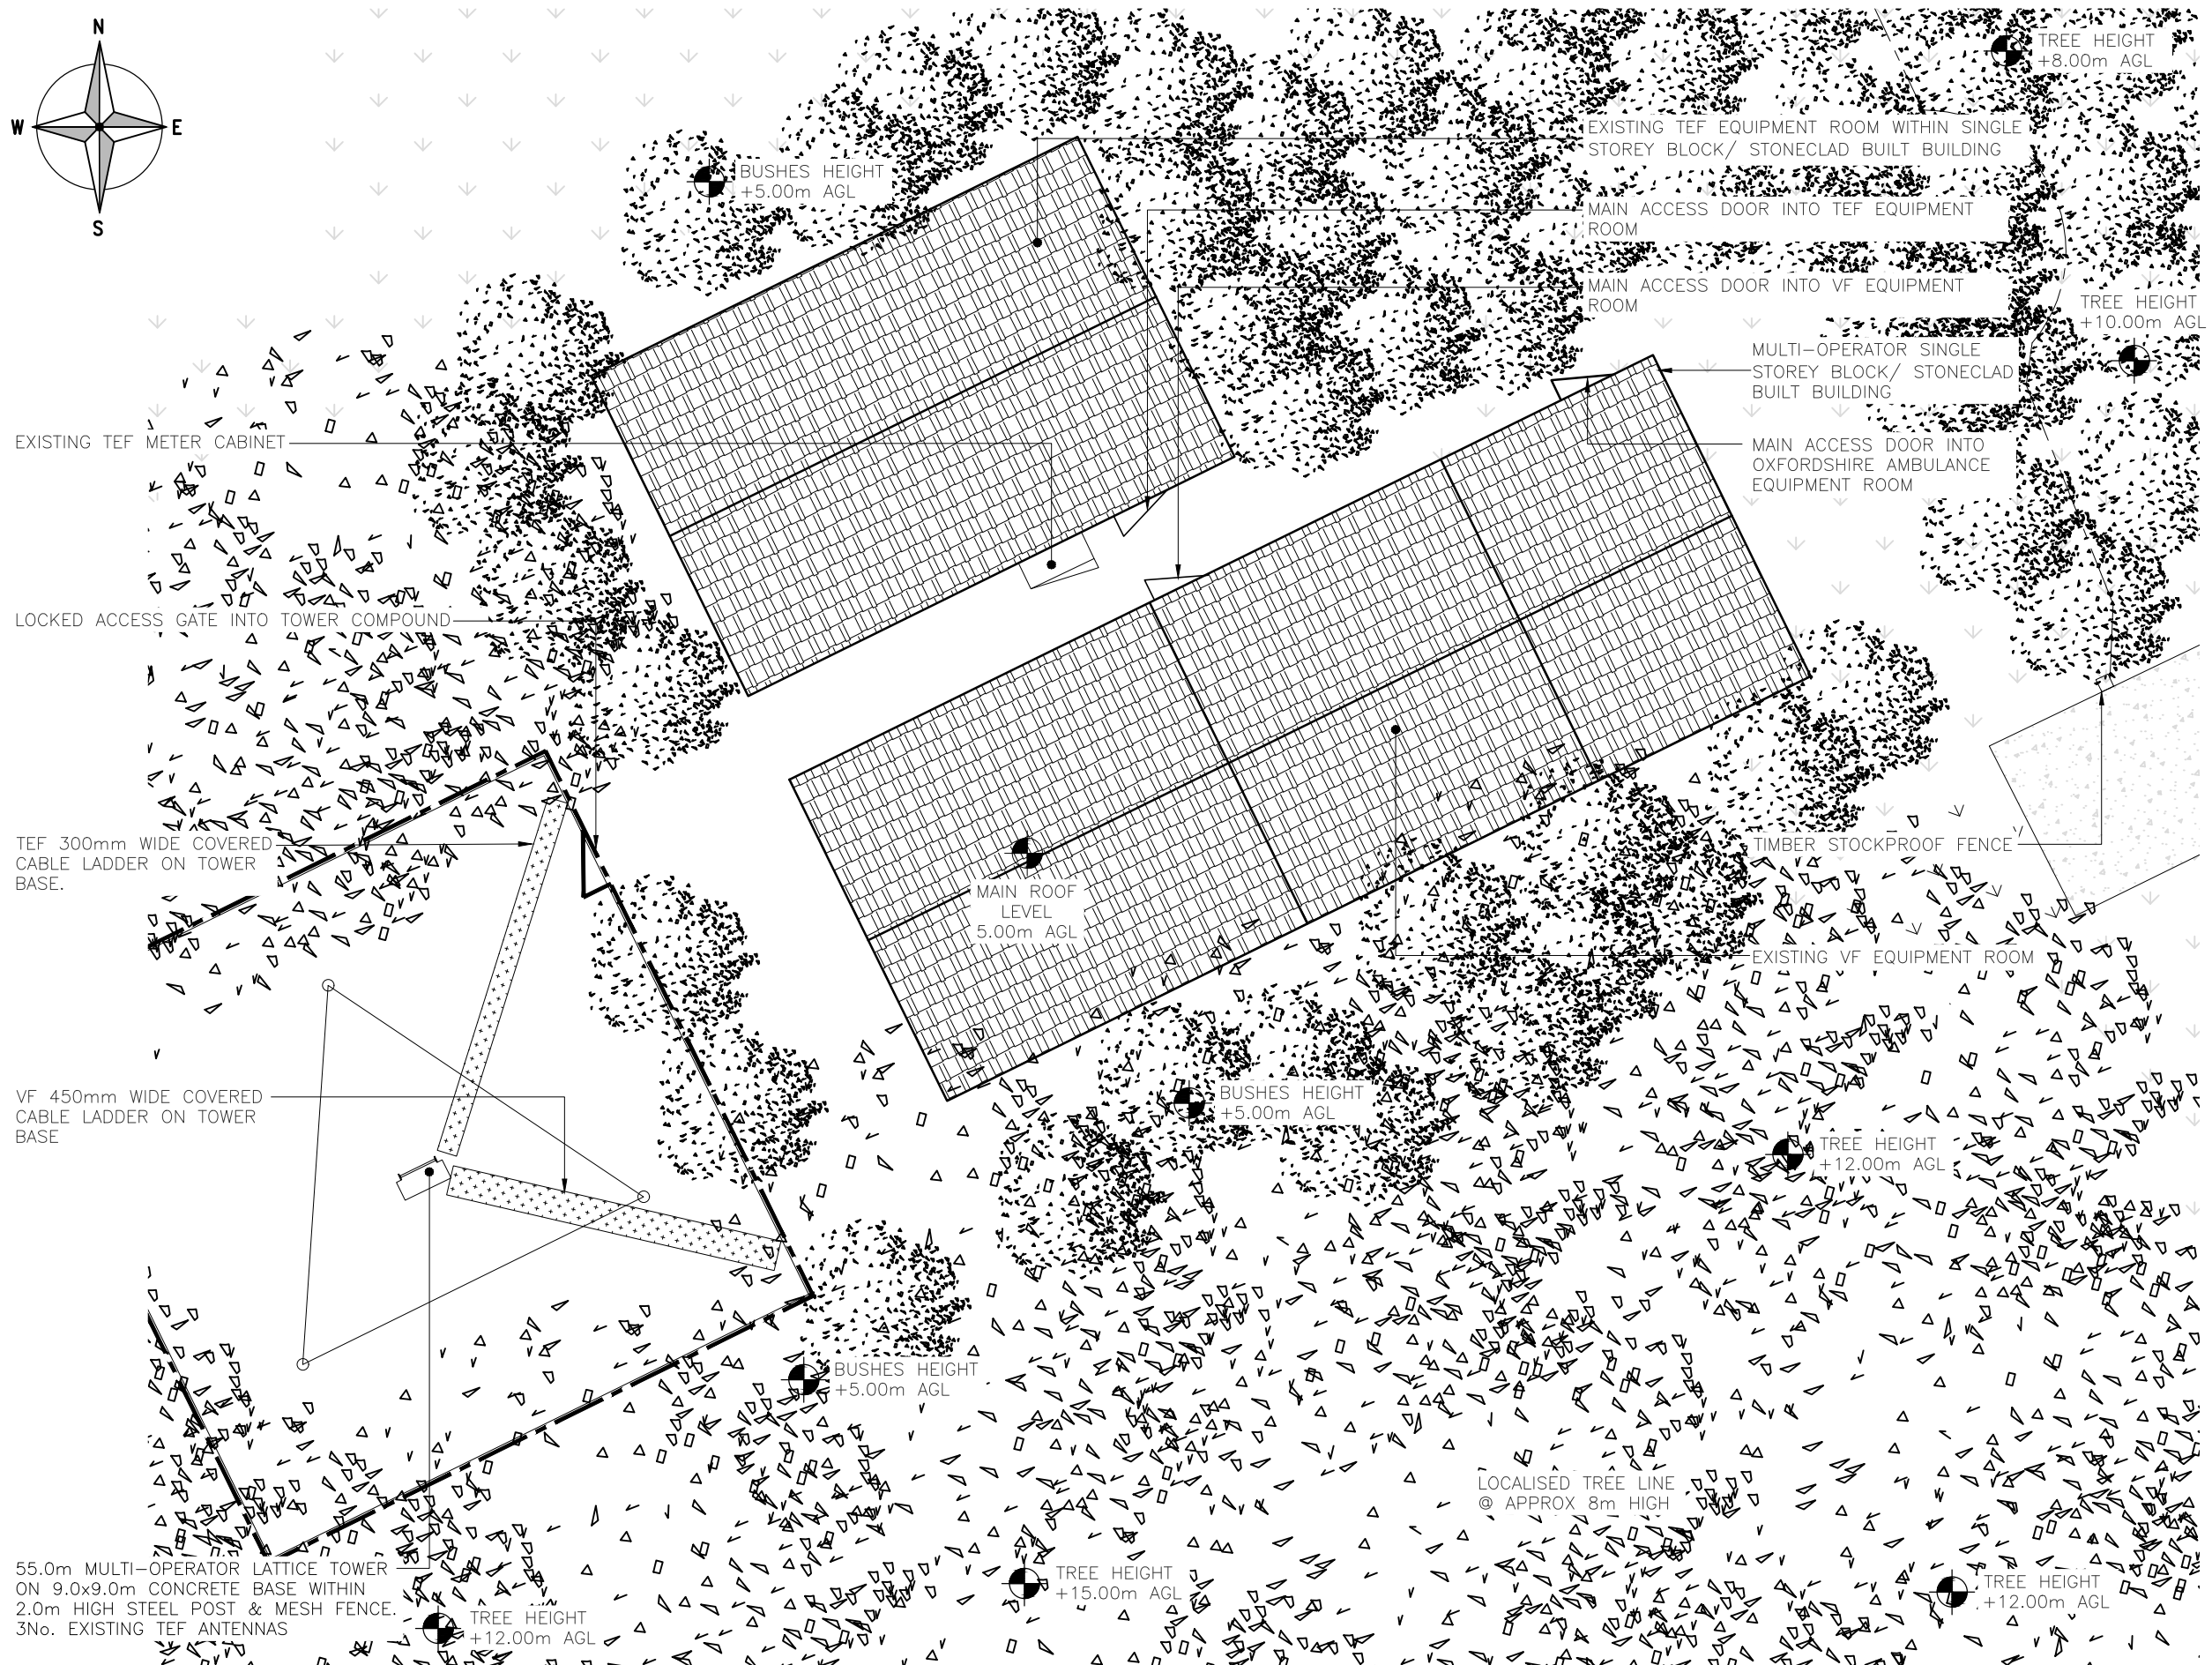 N
W
E
S
TREE HEIGHT
+8.00m AGL
EXISTING TEF EQUIPMENT ROOM WITHIN SINGLE
STOREY BLOCK/ STONECLAD BUILT BUILDING
BUSHES HEIGHT
+5.00m AGL
MAIN ACCESS DOOR INTO TEF EQUIPMENT
ROOM
MAIN ACCESS DOOR INTO VF EQUIPMENT
ROOM
TREE HEIGHT
+10.00m AGL
MULTI-OPERATOR SINGLE
STOREY BLOCK/ STONECLAD
BUILT BUILDING
EXISTING TEF METER CABINET
MAIN ACCESS DOOR INTO
OXFORDSHIRE AMBULANCE
EQUIPMENT ROOM
LOCKED ACCESS GATE INTO TOWER COMPOUND
TEF 300mm WIDE COVERED
CABLE LADDER ON TOWER
BASE.
TIMBER STOCKPROOF FENCE
MAIN ROOF
LEVEL
5.00m AGL
EXISTING VF EQUIPMENT ROOM
VF 450mm WIDE COVERED
CABLE LADDER ON TOWER
BASE
BUSHES HEIGHT
+5.00m AGL
TREE HEIGHT
+12.00m AGL
BUSHES HEIGHT
+5.00m AGL
LOCALISED TREE LINE
@ APPROX 8m HIGH
55.0m MULTI-OPERATOR LATTICE TOWER
ON 9.0x9.0m CONCRETE BASE WITHIN
2.0m HIGH STEEL POST & MESH FENCE.
3No. EXISTING TEF ANTENNAS
TREE HEIGHT
+12.00m AGL
TREE HEIGHT
+15.00m AGL
TREE HEIGHT
+12.00m AGL